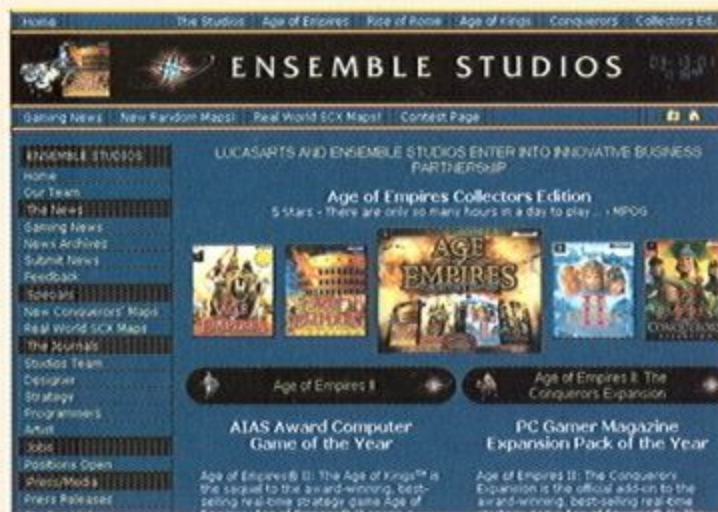 Home The Studios Age of Empires Rise of Rome Age of Kings Conquerors Collectors Ed.
ENSEMBLE STUDIOS
Gaming News New Random Maps! Real World SCX Maps! Contest Page
ENSEMBLE STUDIOS
Home
Our Team
The News
Gaming News
News Archives
Submit News
Feedback
Specials
New Conquerors' Maps
Real World SCX Maps
The Journals
Studios Team
Designer
Strategy
Programmers
Artist
Jobs
Positions Open
Press/Media
Press Releases
LUCASARTS AND ENSEMBLE STUDIOS ENTER INTO INNOVATIVE BUSINESS
PARTNERSHIP
Age of Empires Collectors Edition
5 Stars - There are only so many hours in a day to play... - MPOG
AGE
OF
EMPIRES
Age of Empires II
AIAS Award Computer
Game of the Year
Age of Empires® II: The Age of Kings™ is
the sequel to the award-winning, best-
selling real-time strategy game Age of
Age of Empires II: The
Conquerors Expansion
PC Gamer Magazine
Expansion Pack of the Year
Age of Empires II: The Conquerors
Expansion is the official add-on to the
award-winning, best-selling real-time